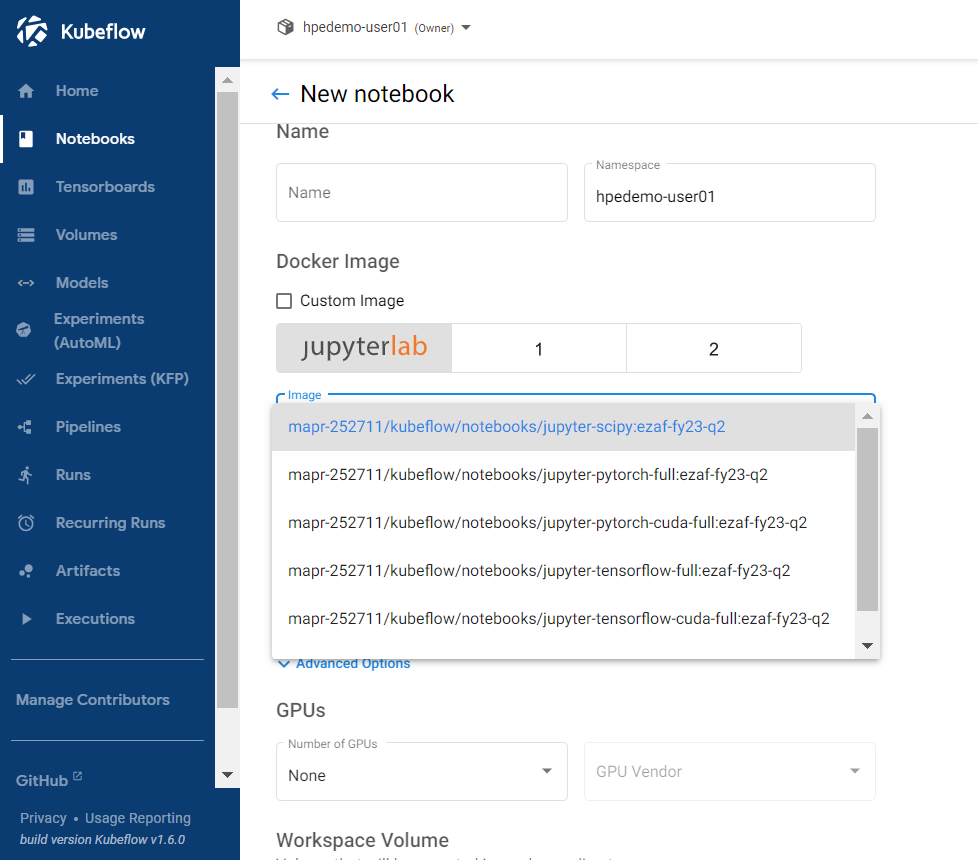 Kubeflow
hpedemo-user01 (Owner)
Home
Notebooks
Tensorboards
Volumes
Models
Experiments
(AutoML)
Experiments (KFP)
Pipelines
Runs
Recurring Runs
Artifacts
Executions
Manage Contributors
GitHub
Privacy • Usage Reporting
build version Kubeflow v1.6.0
New notebook
Name
Name
Namespace
hpedemo-user01
Docker Image
Custom Image
jupyterlab
1
2
Image
mapr-252711/kubeflow/notebooks/jupyter-scipy:ezaf-fy23-q2
mapr-252711/kubeflow/notebooks/jupyter-pytorch-full:ezaf-fy23-q2
mapr-252711/kubeflow/notebooks/jupyter-pytorch-cuda-full:ezaf-fy23-q2
mapr-252711/kubeflow/notebooks/jupyter-tensorflow-full:ezaf-fy23-q2
mapr-252711/kubeflow/notebooks/jupyter-tensorflow-cuda-full:ezaf-fy23-q2
Advanced Options
GPUs
Number of GPUs
None
GPU Vendor
Workspace Volume